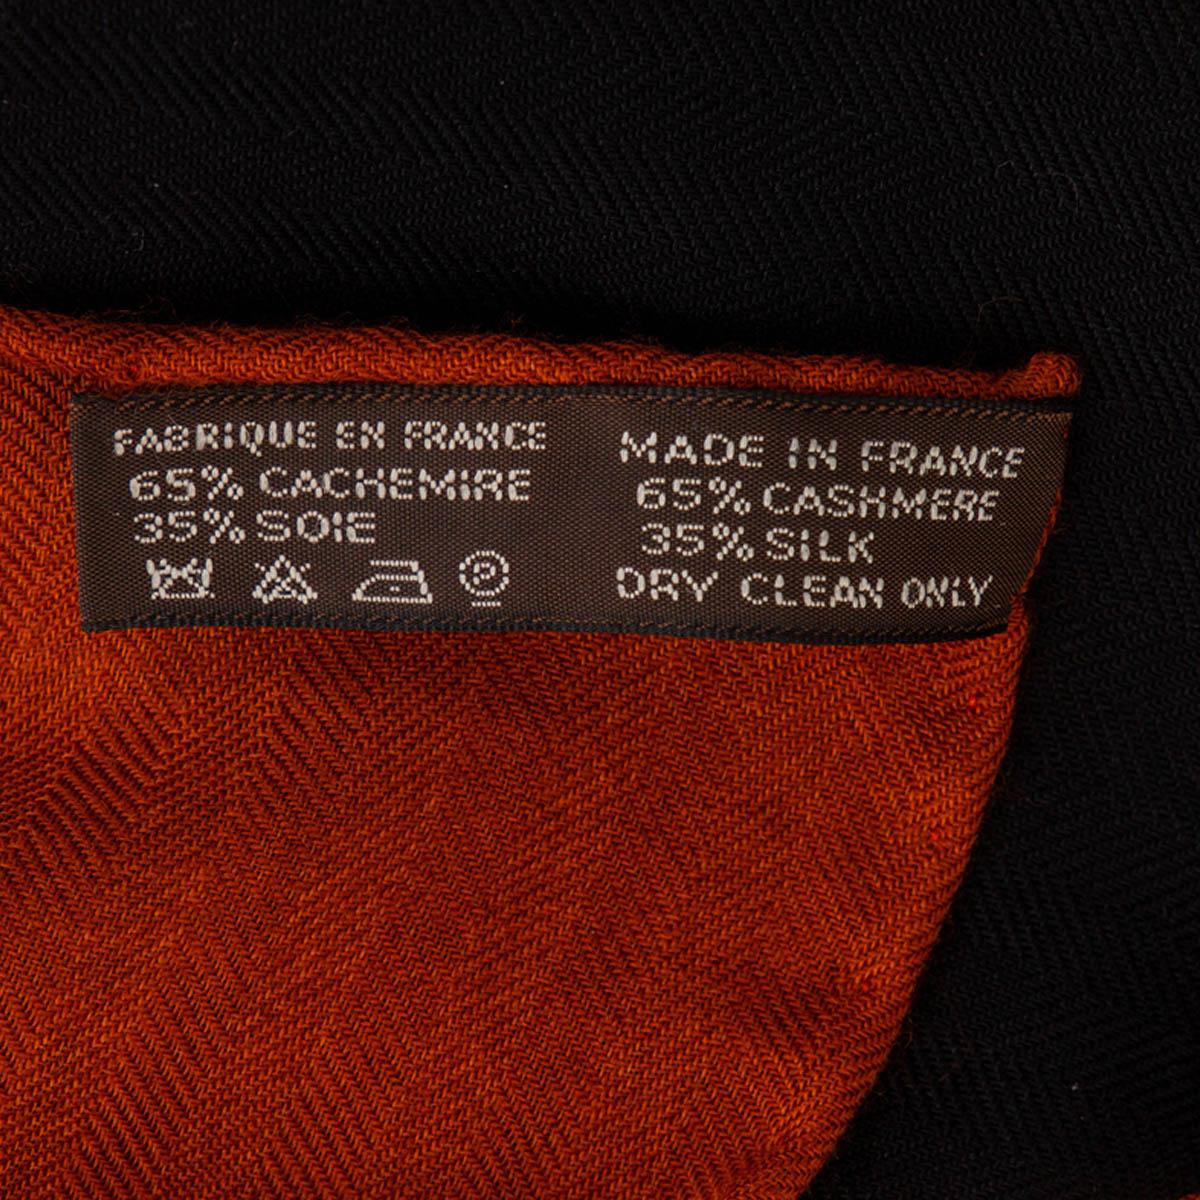 FABRIQUE EN FRANCE
65% CACHEMIRE
35% SOIE
P
MADE IN FRANCE
65% CASHMERE
35% SILK
DRY CLEAN ONLY